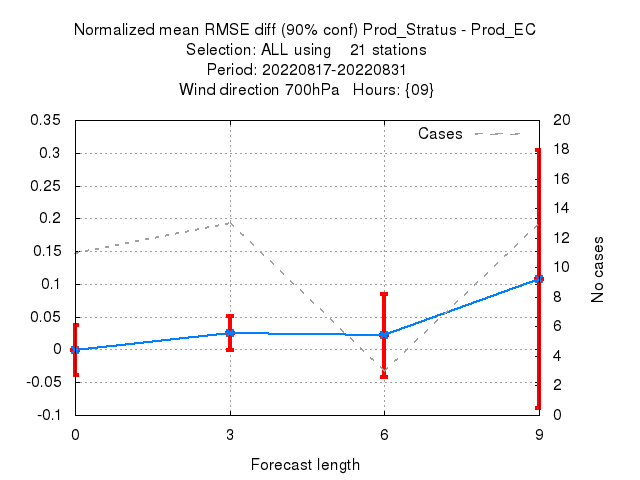 Normalized mean RMSE diff (90% conf) Prod_Stratus - Prod_EC
Selection: ALL using    21 stations
Period: 20220817-20220831
Wind direction 700hPa   Hours: {09}
Cases
0.35
0.3
0.25
0.2
0.15
0.1
0.05
0
-0.05
-0.1
20
18
16
14
12
10
8
6
4
2
0
No cases
0 3 6 9
Forecast length